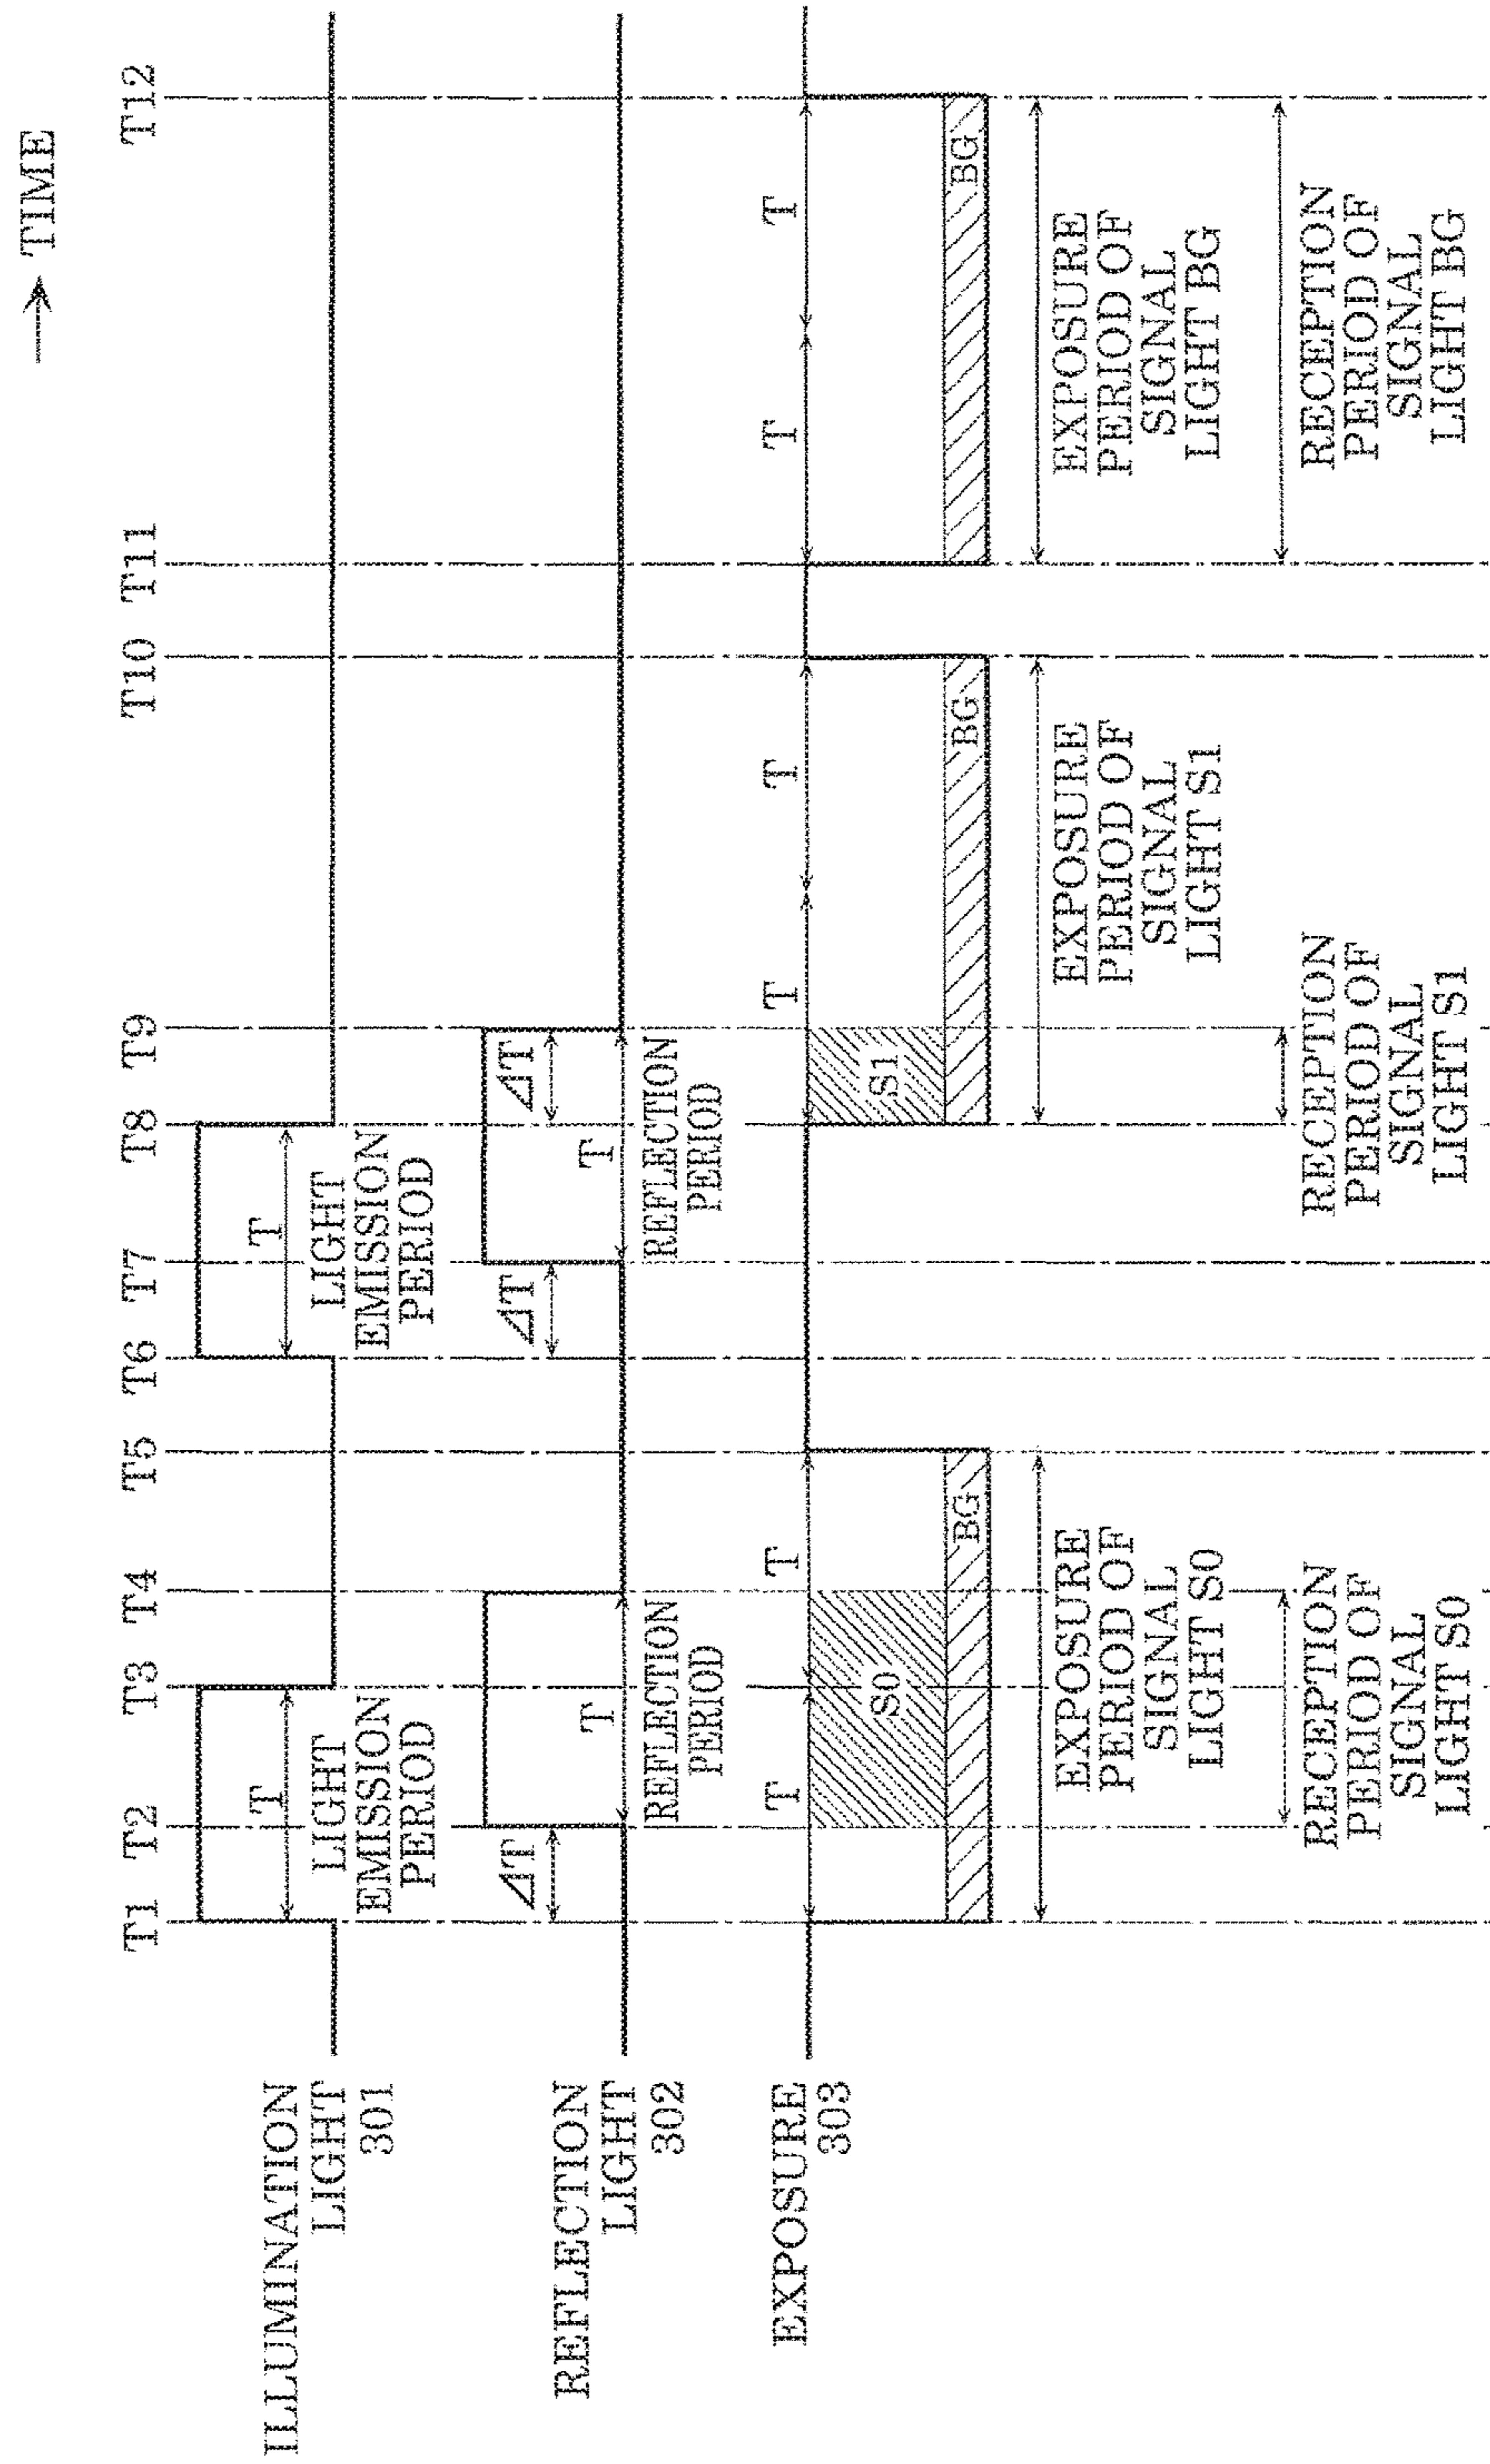 → TIME
T1
T2
T3
T4
T5
T6
T7
T8
T9
T10
T11
T12
ILLUMINATION
LIGHT
301
T
LIGHT
EMISSION
PERIOD
T
LIGHT
EMISSION
PERIOD
REFLECTION
LIGHT
302
ΔT
T
REFLECTION
PERIOD
ΔT
ΔT
T
REFLECTION
PERIOD
EXPOSURE
303
T
T
T
T
T
T
S0
BG
S1
BG
BG
EXPOSURE
PERIOD OF
SIGNAL
LIGHT S0
EXPOSURE
PERIOD OF
SIGNAL
LIGHT S1
EXPOSURE
PERIOD OF
SIGNAL
LIGHT BG
RECEPTION
PERIOD OF
SIGNAL
LIGHT S0
RECEPTION
PERIOD OF
SIGNAL
LIGHT S1
RECEPTION
PERIOD OF
SIGNAL
LIGHT BG